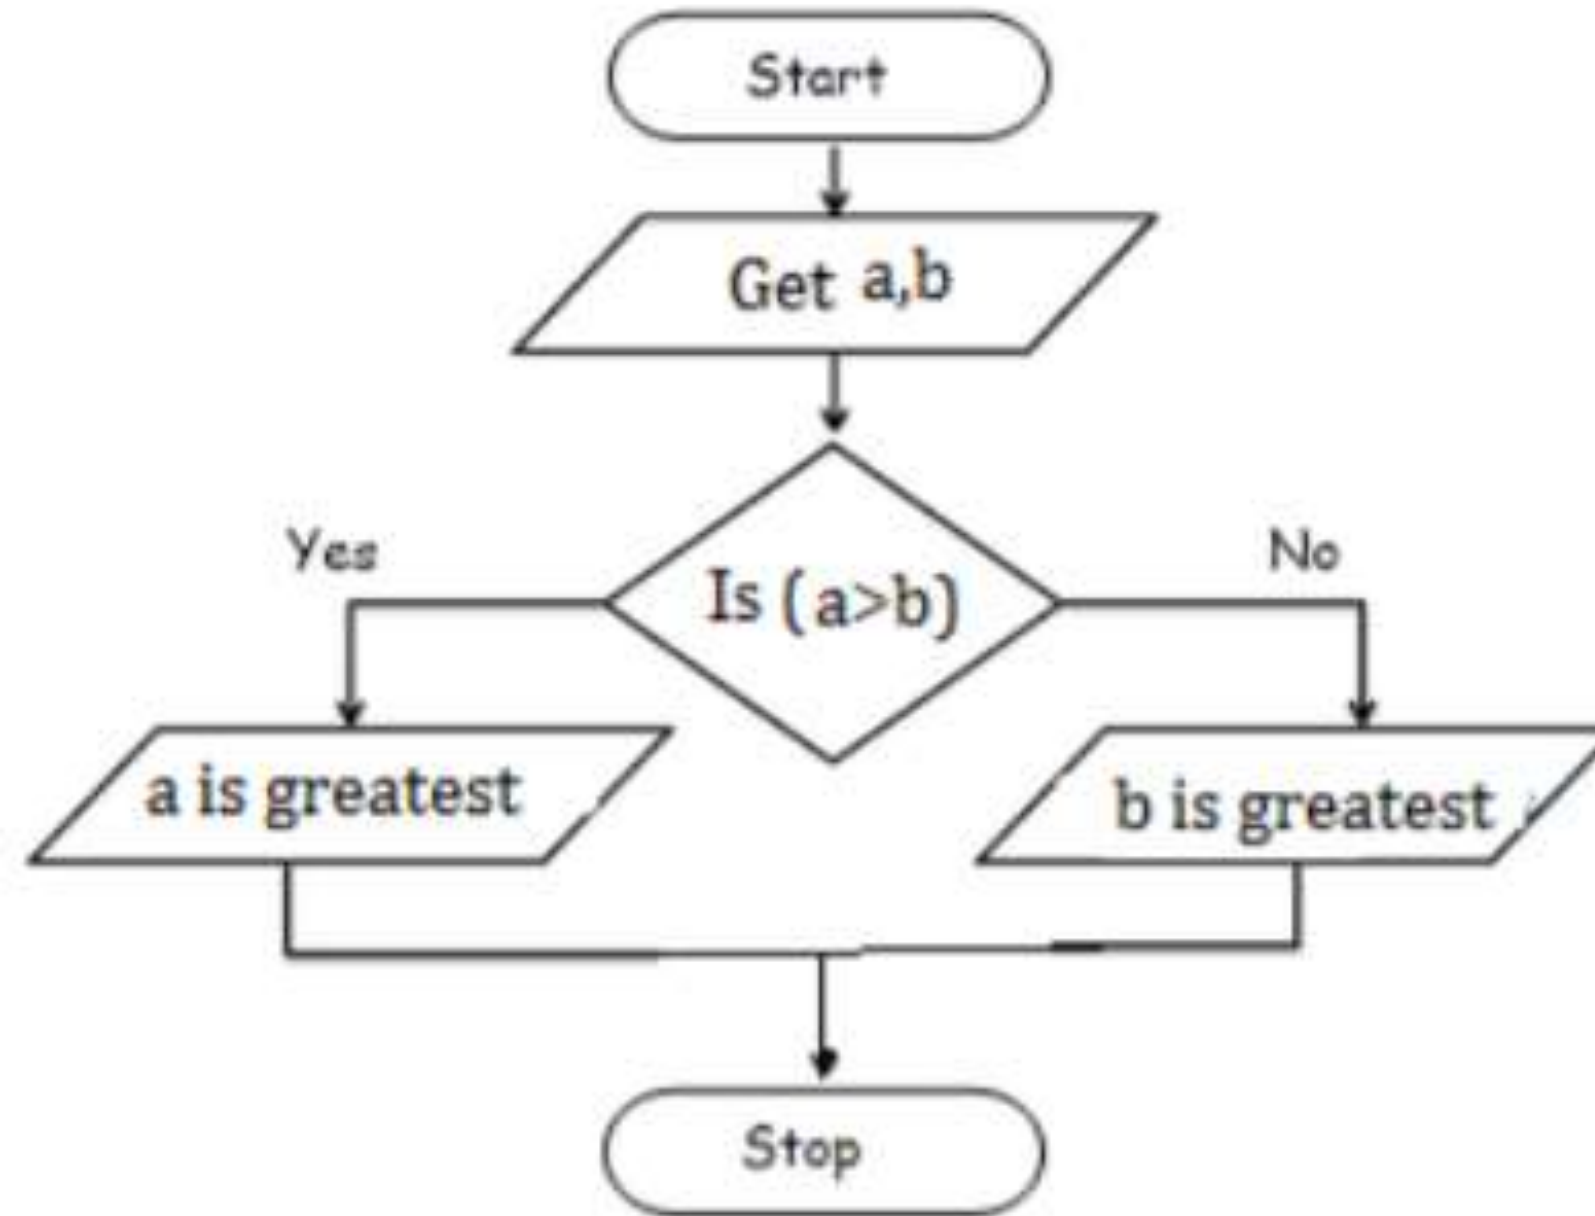 Start
Get a,b
Yes
No
Is (a>b)
a is greatest
b is greatest
Stop